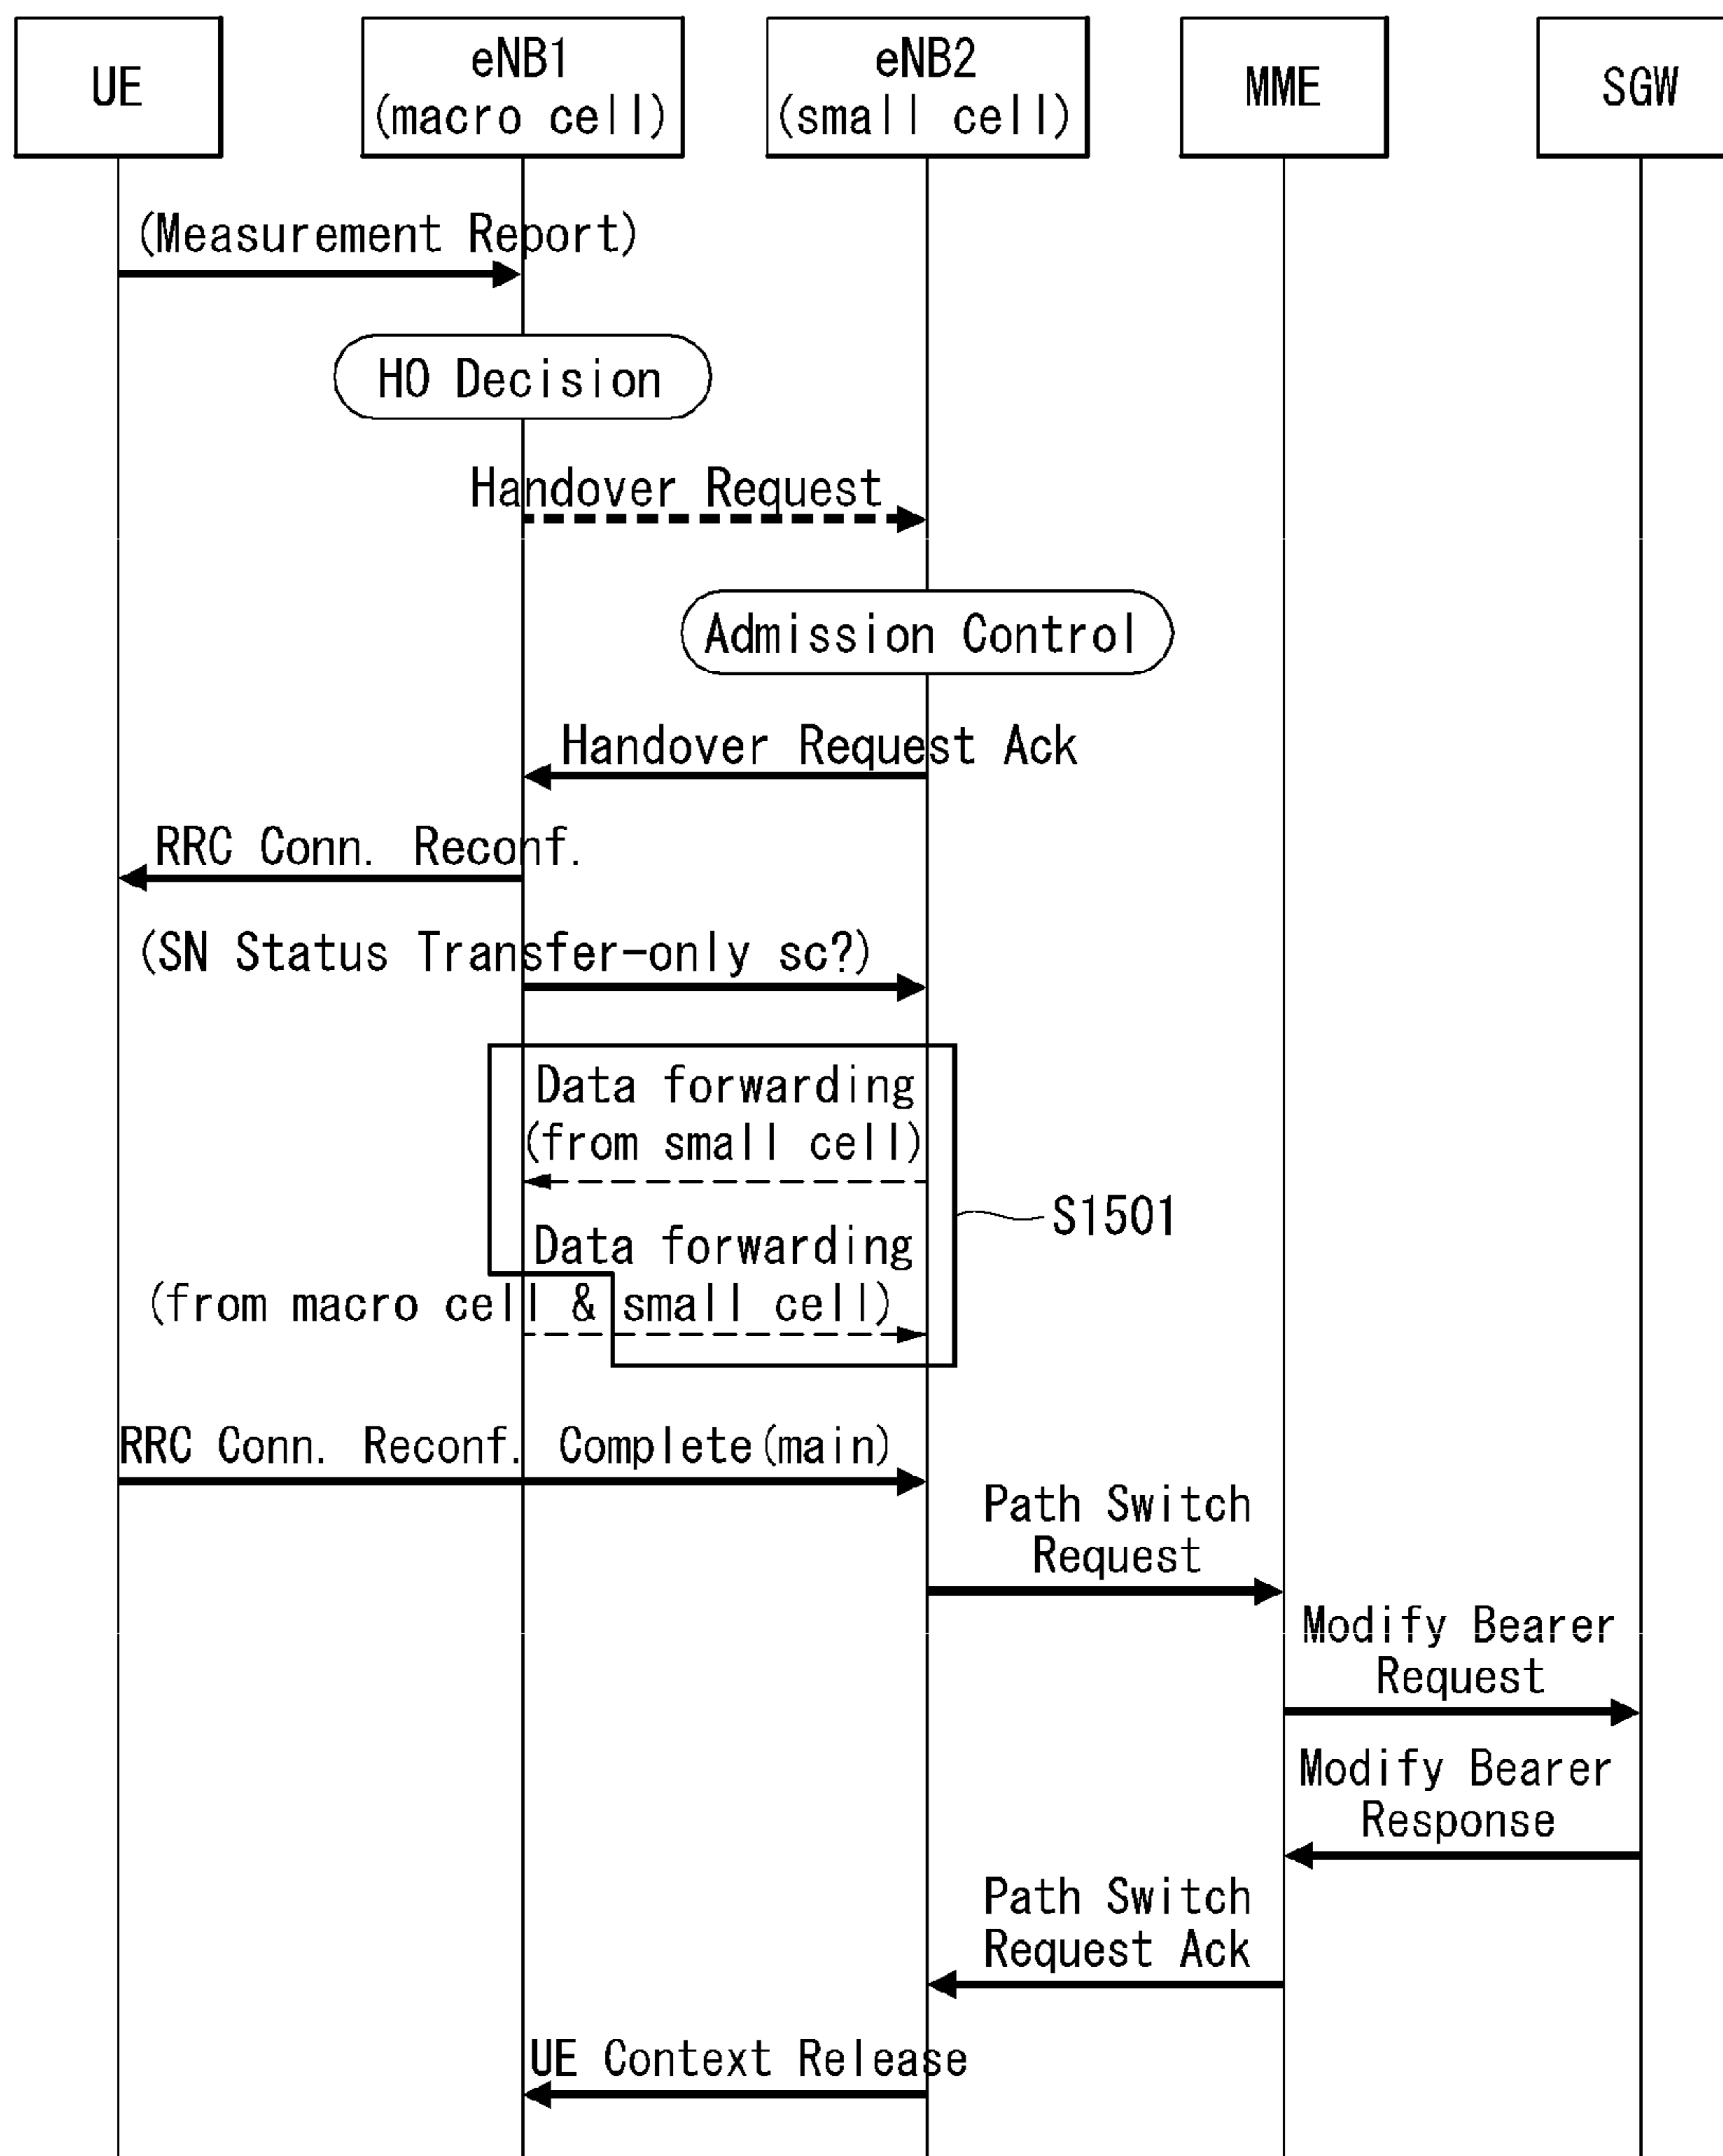 UE
eNB1
(macro cell)
eNB2
(small cell)
MME
SGW
(Measurement Report)
HO Decision
Handover Request
Admission Control
Handover Request Ack
RRC Conn. Reconf.
(SN Status Transfer-only sc?)
Data forwarding
(from small cell)
S1501
Data forwarding
(from macro cell & small cell)
RRC Conn. Reconf. Complete(main)
Path Switch
Request
Modify Bearer
Request
Modify Bearer
Response
Path Switch
Request Ack
UE Context Release